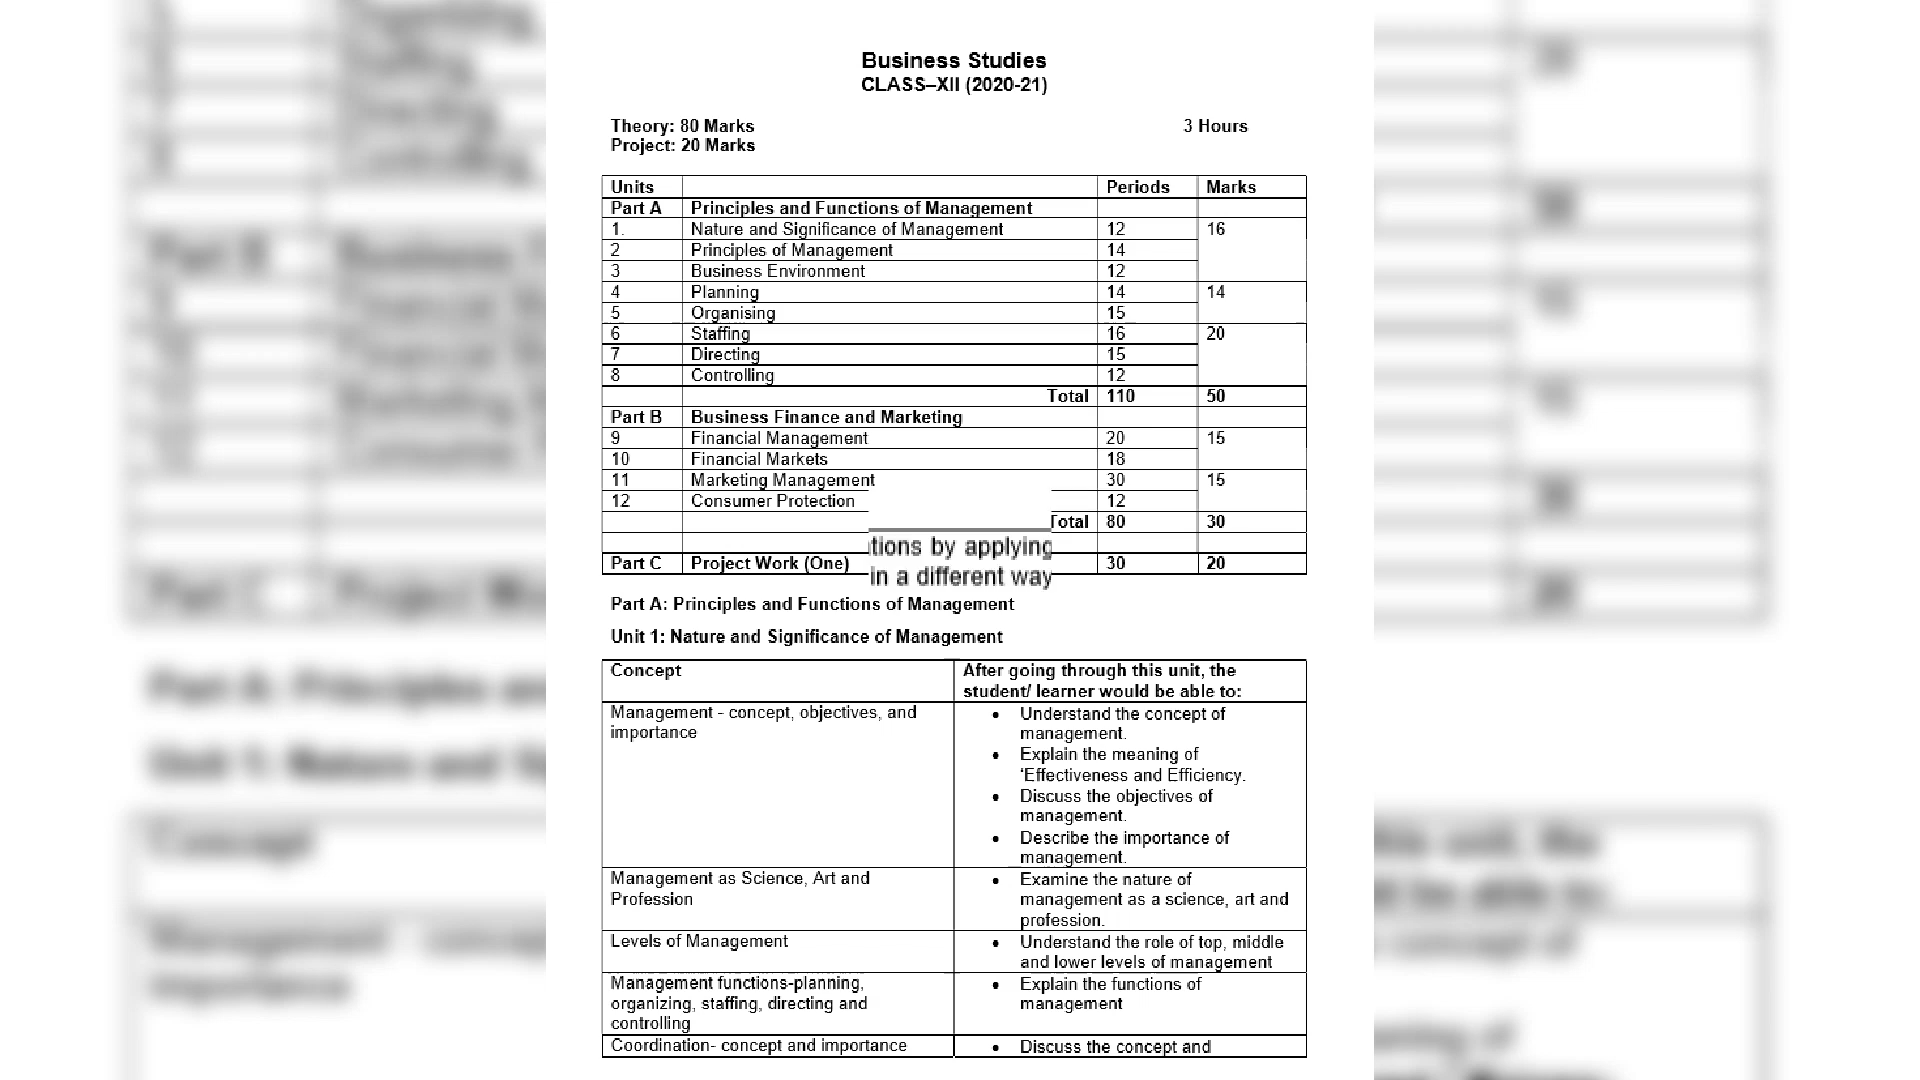 Business Studies
CLASS–XII (2020-21)
Theory: 80 Marks 3 Hours
Project: 20 Marks
Units Periods Marks
Part A Principles and Functions of Management
1. Nature and Significance of Management 12 16
2 Principles of Management 14
3 Business Environment 12
4 Planning 14 14
5 Organising 15
6 Staffing 16 20
7 Directing 15
8 Controlling 12
Total 110 50
Part B Business Finance and Marketing
9 Financial Management 20 15
10 Financial Markets 18
11 Marketing Management 30 15
12 Consumer Protection 12
Total 80 30
tions by applying
Part C Project Work (One) 30 20
in a different way
Part A: Principles and Functions of Management
Unit 1: Nature and Significance of Management
Concept After going through this unit, the
student/ learner would be able to:
Management - concept, objectives, and
importance
• Understand the concept of
management.
• Explain the meaning of
‘Effectiveness and Efficiency.
• Discuss the objectives of
management.
• Describe the importance of
management.
Management as Science, Art and
Profession
• Examine the nature of
management as a science, art and
profession.
Levels of Management
• Understand the role of top, middle
and lower levels of management
Management functions-planning,
organizing, staffing, directing and
controlling
• Explain the functions of
management
Coordination- concept and importance
• Discuss the concept and